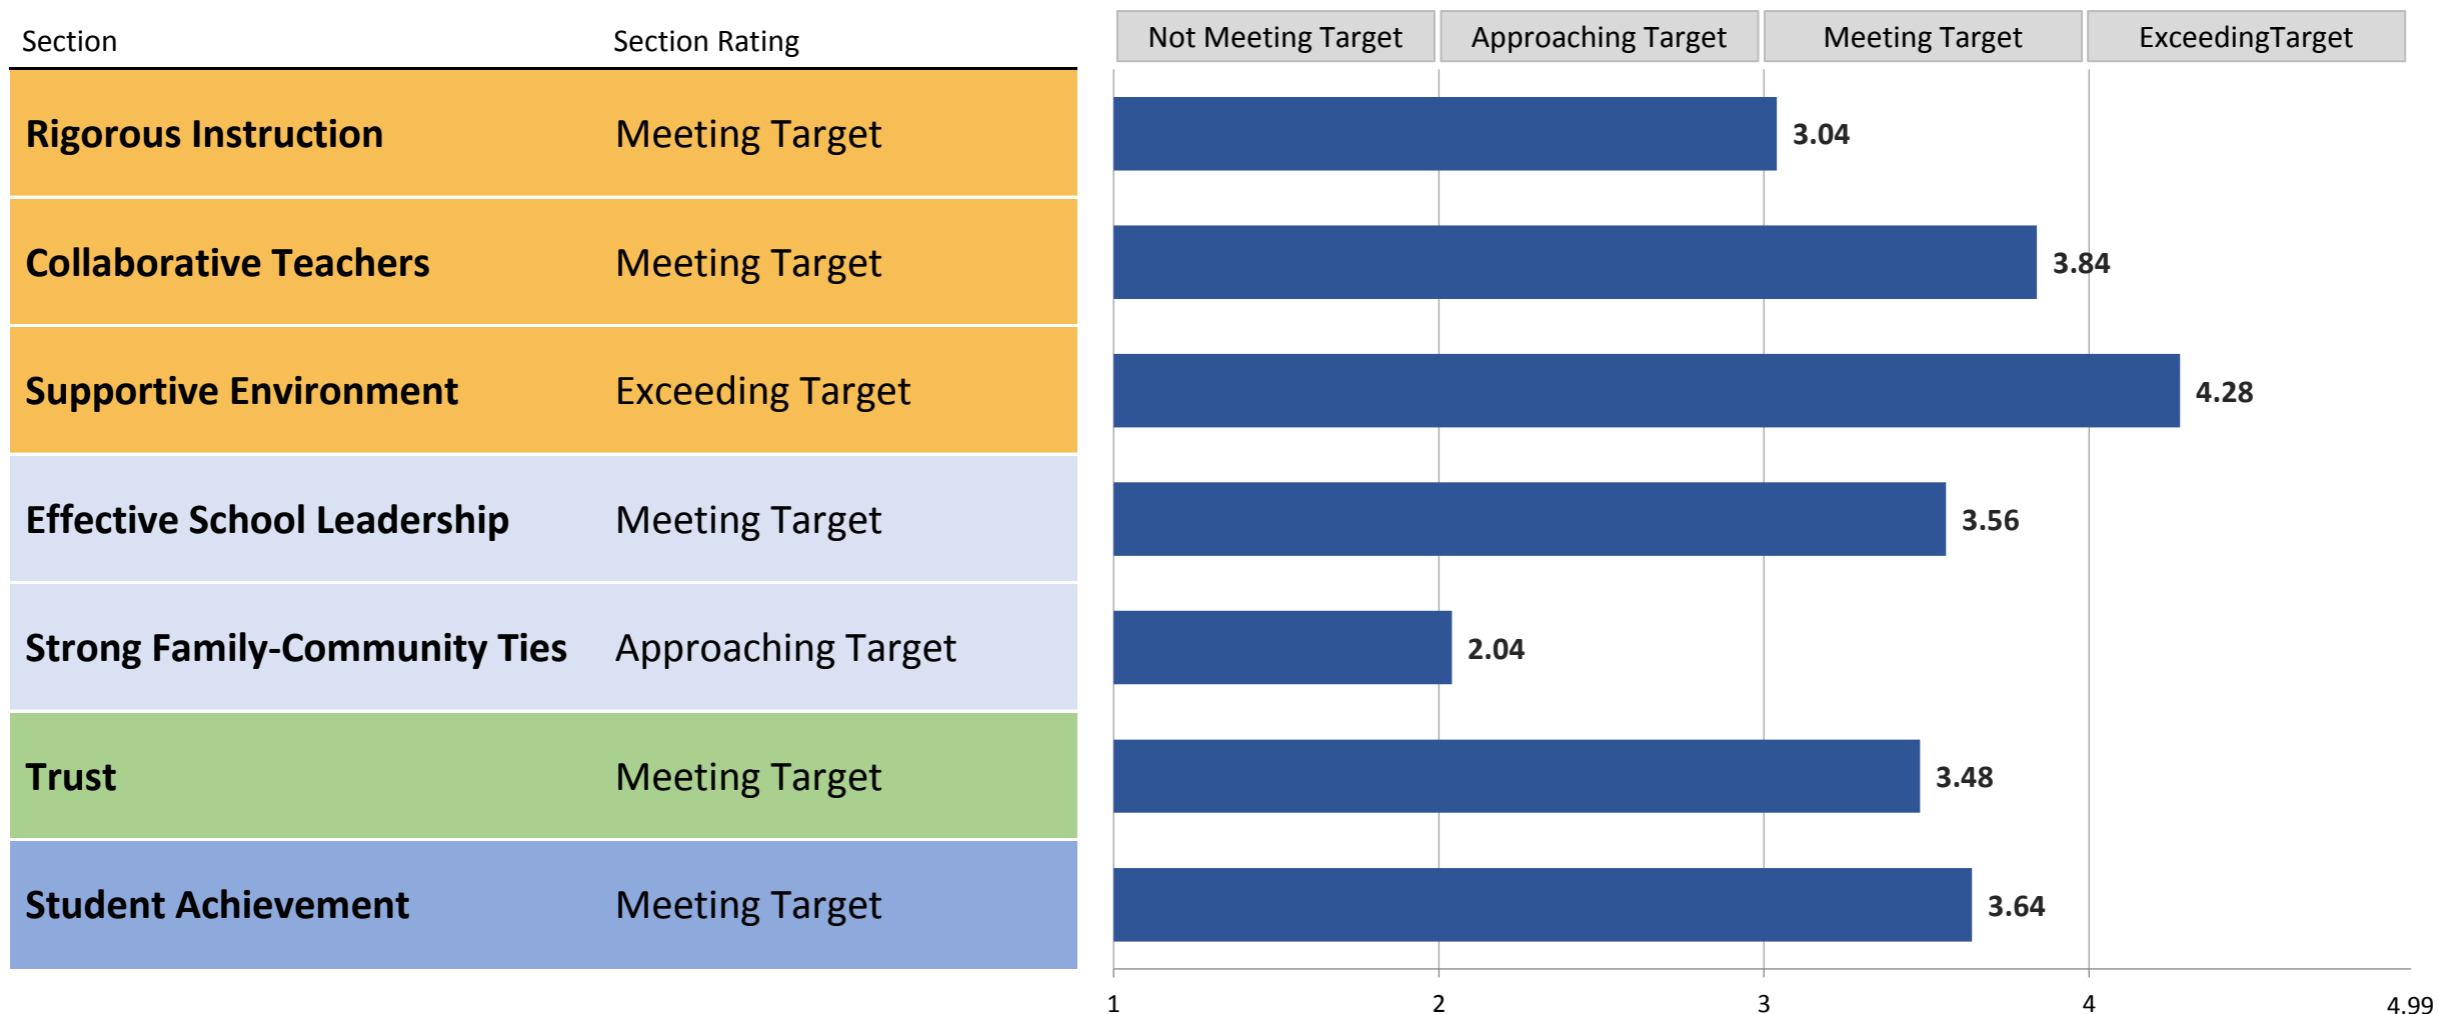 Section Section Rating Not Meeting Target Approaching Target Meeting Target ExceedingTarget
Rigorous Instruction Meeting Target 3.04
Collaborative Teachers Meeting Target 3.84
Supportive Environment Exceeding Target 4.28
Effective School Leadership Meeting Target 3.56
Strong Family-Community Ties Approaching Target 2.04
Trust Meeting Target 3.48
Student Achievement Meeting Target 3.64
1 2 3 4 4.99